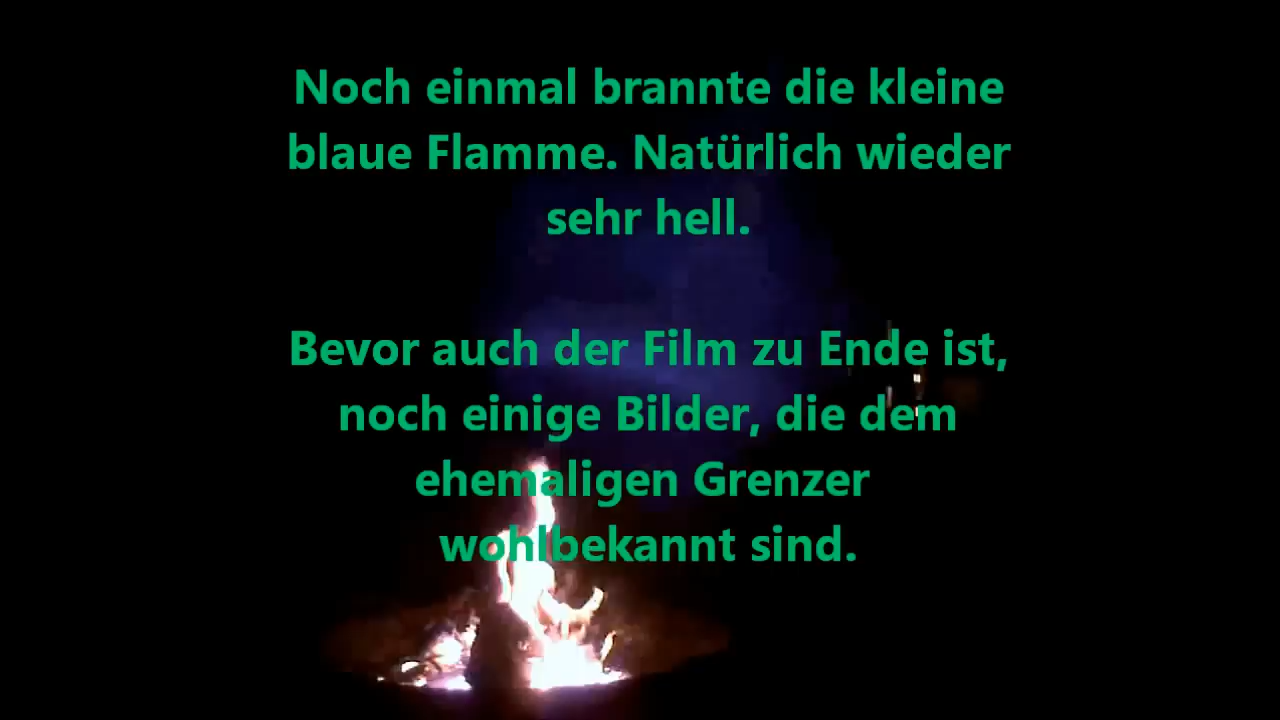 Noch einmal brannte die kleine
blaue Flamme. Natürlich wieder
sehr hell.
Bevor auch der Film zu Ende ist,
noch einige Bilder, die dem
ehemaligen Grenzer
wohlbekannt sind.